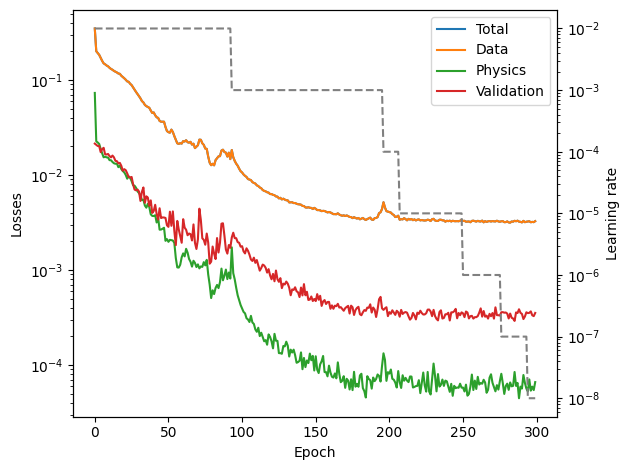 Total
Data
Physics
Validation
Losses
10⁻¹
10⁻²
10⁻³
10⁻⁴
10⁻²
10⁻³
10⁻⁴
10⁻⁵
10⁻⁶
10⁻⁷
10⁻⁸
Learning rate
0 50 100 150 200 250 300
Epoch